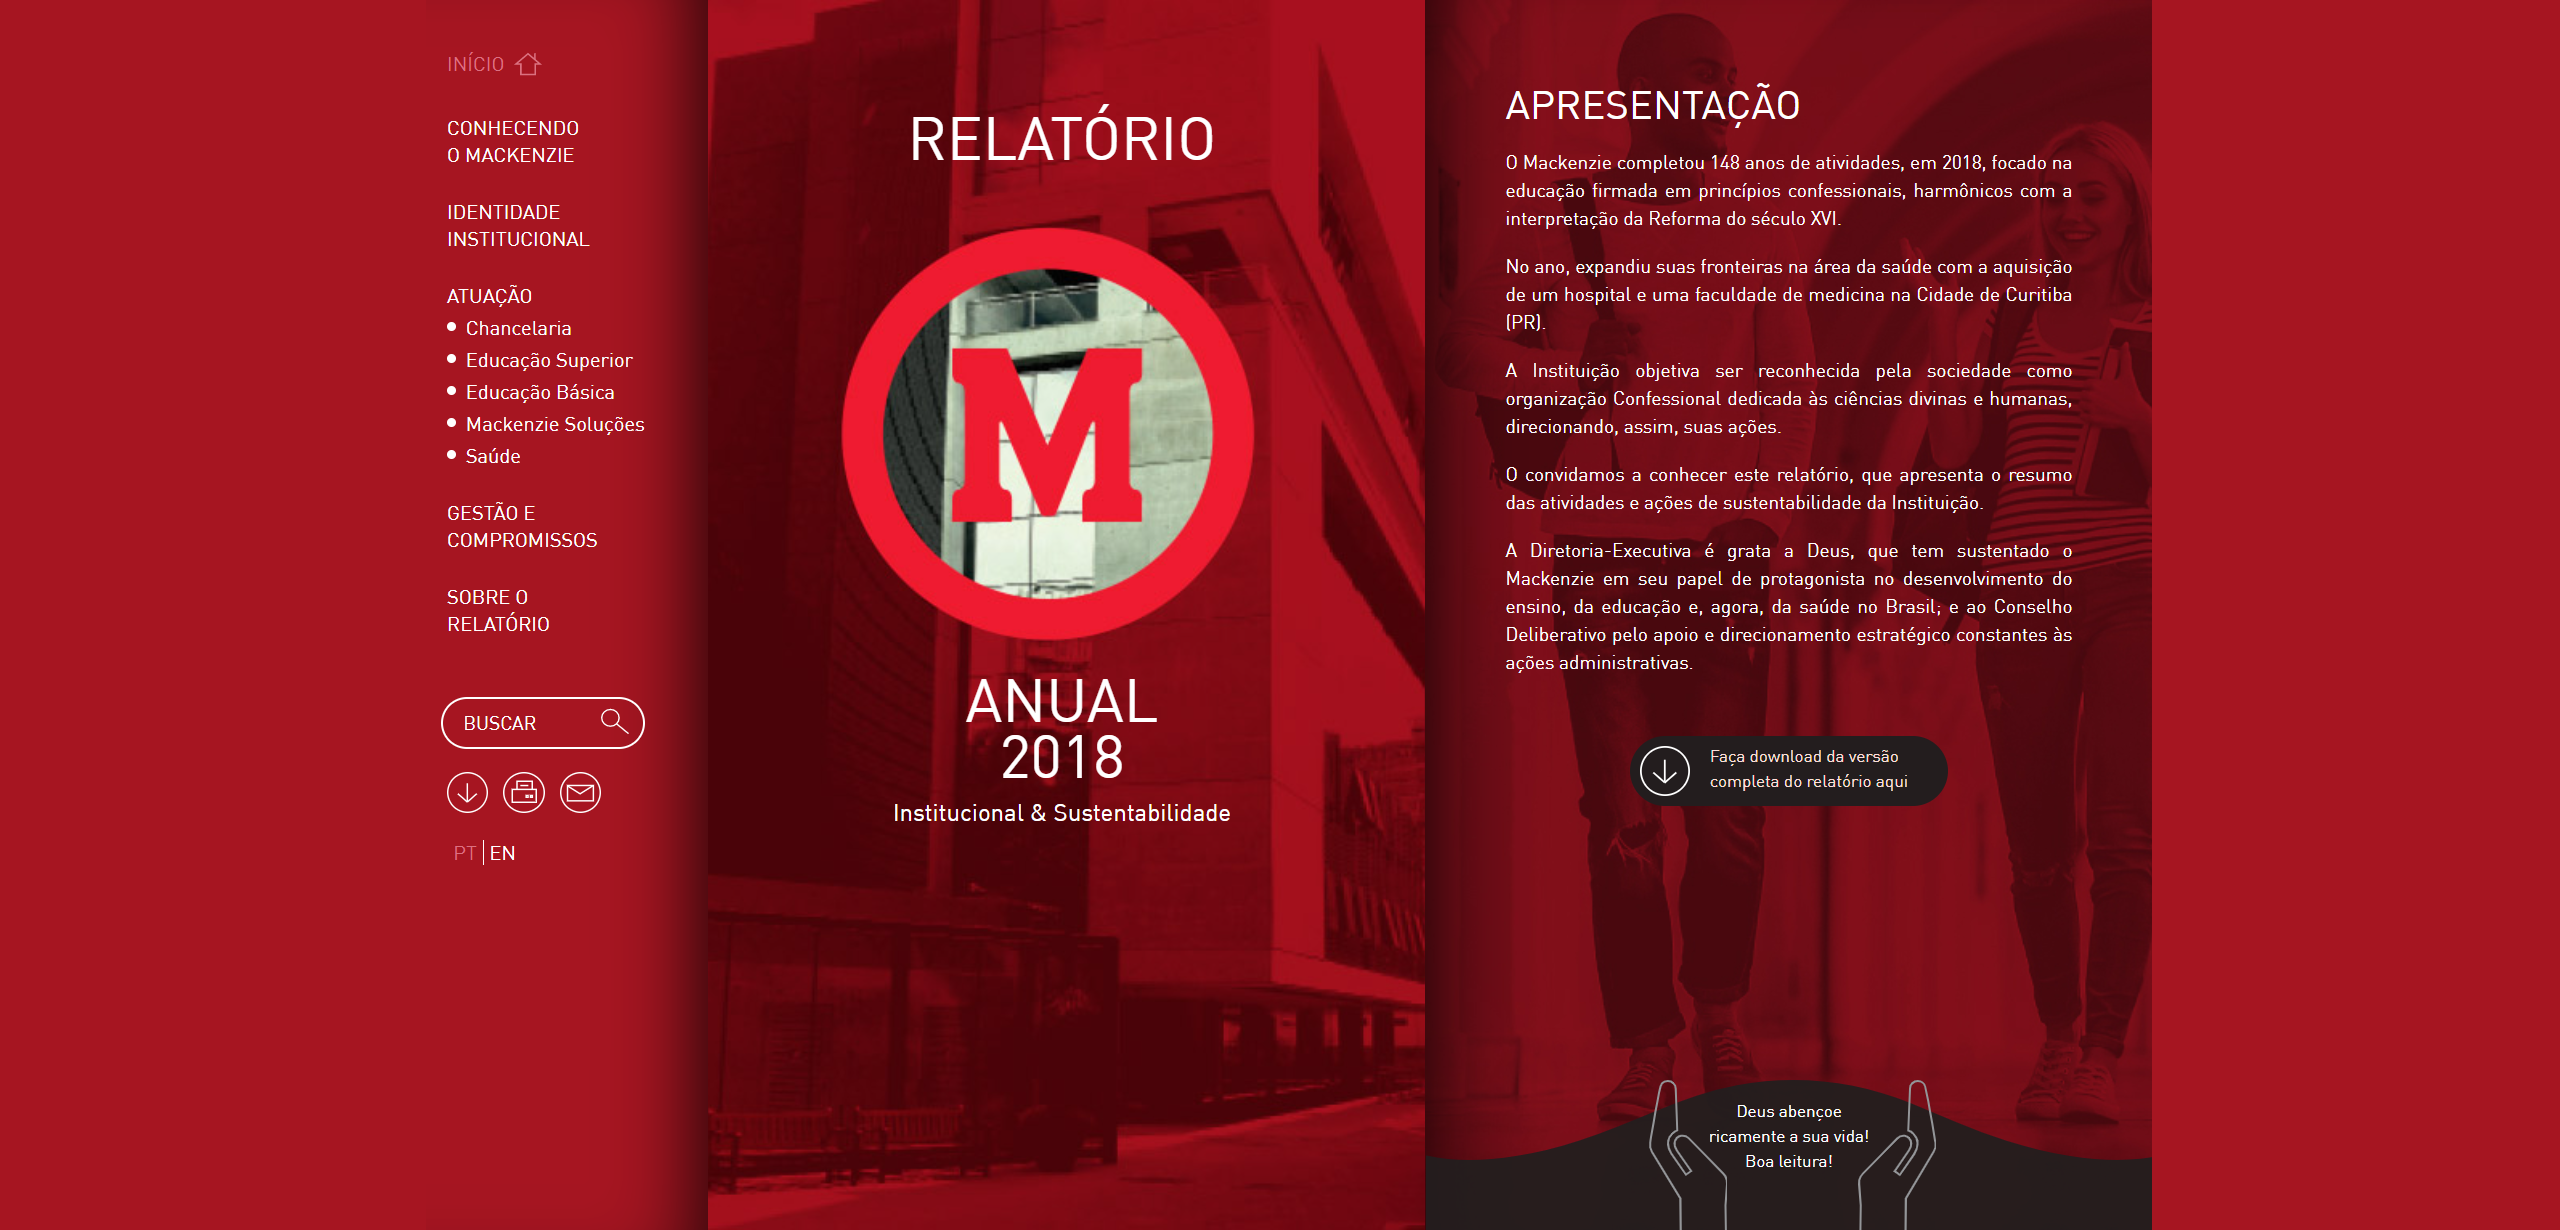 INÍCIO
CONHECENDO
O MACKENZIE
IDENTIDADE
INSTITUCIONAL
ATUAÇÃO
Chancelaria
Educação Superior
Educação Básica
Mackenzie Soluções
Saúde
GESTÃO E
COMPROMISSOS
SOBRE O
RELATÓRIO
BUSCAR
PT | EN
RELATÓRIO
M
ANUAL
2018
Institucional & Sustentabilidade
APRESENTAÇÃO
O Mackenzie completou 148 anos de atividades, em 2018, focado na
educação firmada em princípios confessionais, harmônicos com a
interpretação da Reforma do século XVI.
No ano, expandiu suas fronteiras na área da saúde com a aquisição
de um hospital e uma faculdade de medicina na Cidade de Curitiba
(PR).
A Instituição objetiva ser reconhecida pela sociedade como
organização Confessional dedicada às ciências divinas e humanas,
direcionando, assim, suas ações.
O convidamos a conhecer este relatório, que apresenta o resumo
das atividades e ações de sustentabilidade da Instituição.
A Diretoria-Executiva é grata a Deus, que tem sustentado o
Mackenzie em seu papel de protagonista no desenvolvimento do
ensino, da educação e, agora, da saúde no Brasil; e ao Conselho
Deliberativo pelo apoio e direcionamento estratégico constantes às
ações administrativas.
Faça download da versão
completa do relatório aqui
Deus abençoe
ricamente a sua vida!
Boa leitura!